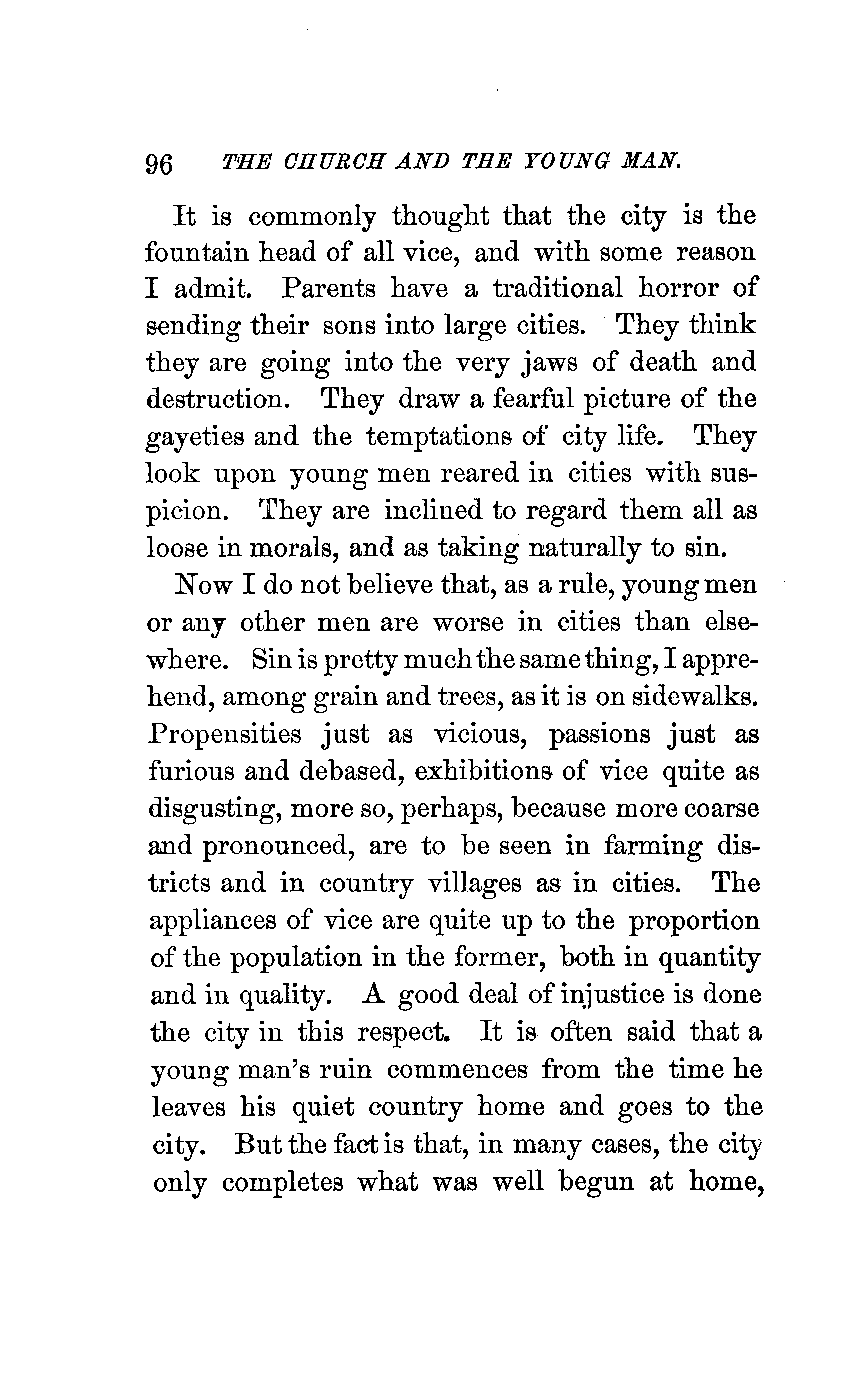 96 THE CHURCH AND THE YOUNG MAN.
It is commonly thought that the city is the
fountain head of all vice, and with some reason
I admit. Parents have a traditional horror of
sending their sons into large cities. They think
they are going into the very jaws of death and
destruction. They draw a fearful picture of the
gayeties and the temptations of city life. They
look upon young men reared in cities with sus-
picion. They are inclined to regard them all as
loose in morals, and as taking naturally to sin.
Now I do not believe that, as a rule, young men
or any other men are worse in cities than else-
where. Sin is pretty much the same thing, I appre-
hend, among grain and trees, as it is on sidewalks.
Propensities just as vicious, passions just as
furious and debased, exhibitions of vice quite as
disgusting, more so, perhaps, because more coarse
and pronounced, are to be seen in farming dis-
tricts and in country villages as in cities. The
appliances of vice are quite up to the proportion
of the population in the former, both in quantity
and in quality. A good deal of injustice is done
the city in this respect. It is often said that a
young man's ruin commences from the time he
leaves his quiet country home and goes to the
city. But the fact is that, in many cases, the city
only completes what was well begun at home,